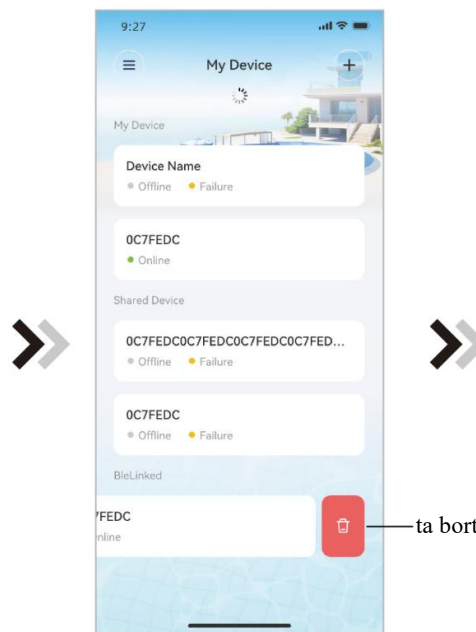 9:27
My Device
My Device
Device Name
Offline Failure
0C7FEDC
Online
Shared Device
0C7FEDC0C7FEDC0C7FEDC0C7FED...
Offline Failure
0C7FEDC
Offline Failure
BleLinked
7FEDC
nline
ta bort